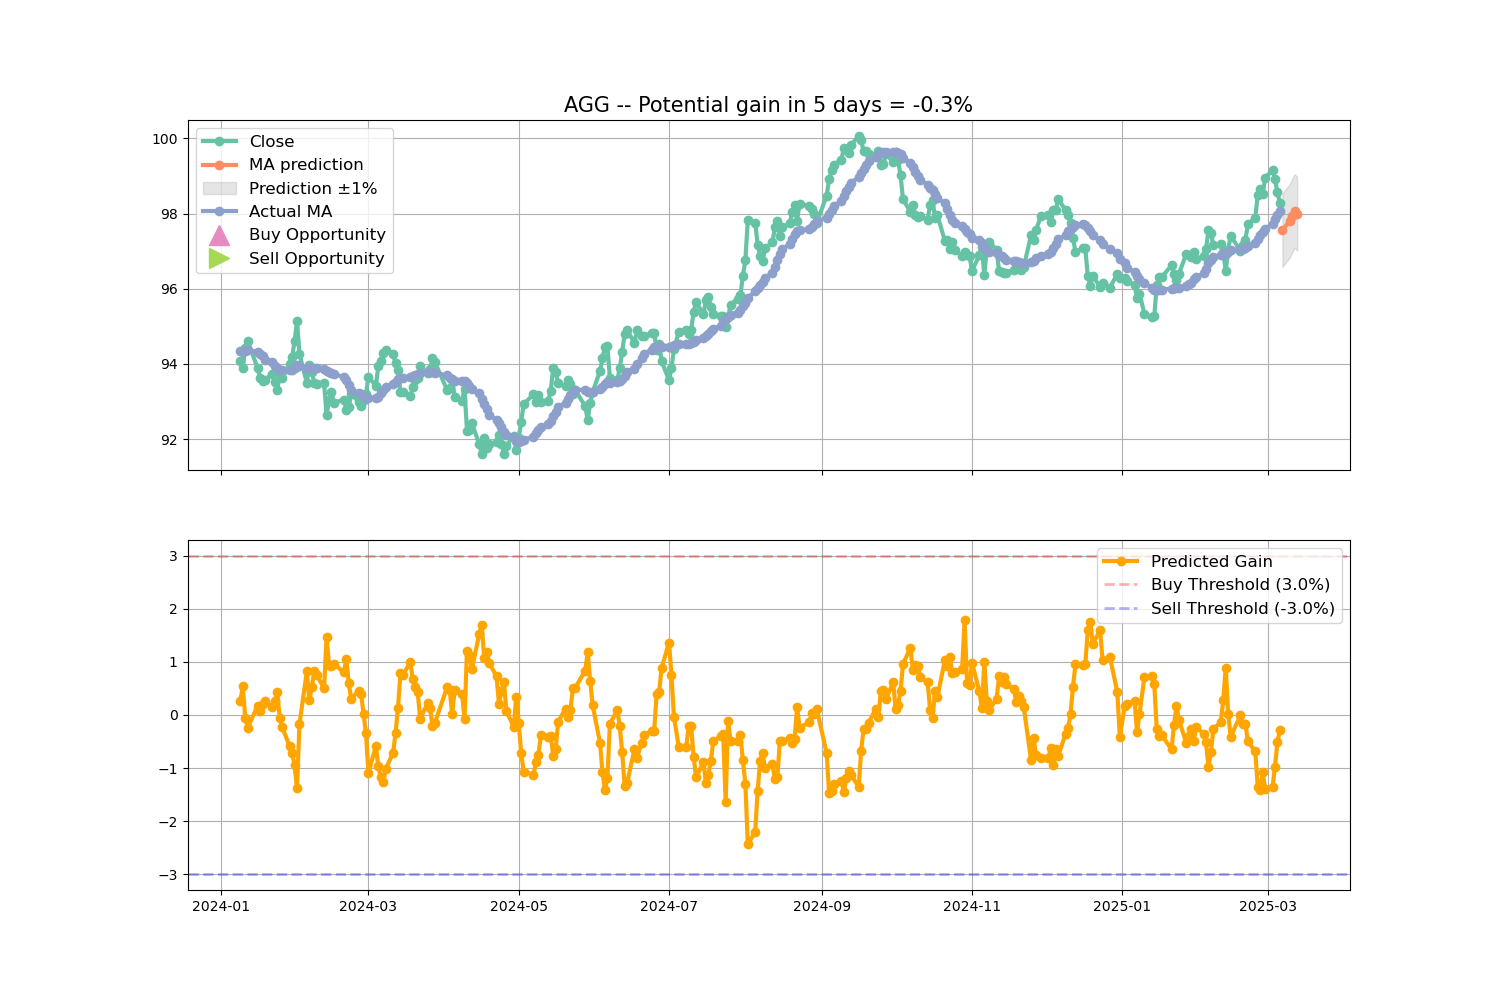 AGG -- Potential gain in 5 days = -0.3%
100
98
96
94
92
Close
MA prediction
Prediction ±1%
Actual MA
Buy Opportunity
Sell Opportunity
3
2
1
0
−1
−2
−3
Predicted Gain
Buy Threshold (3.0%)
Sell Threshold (-3.0%)
2024-01 2024-03 2024-05 2024-07 2024-09 2024-11 2025-01 2025-03